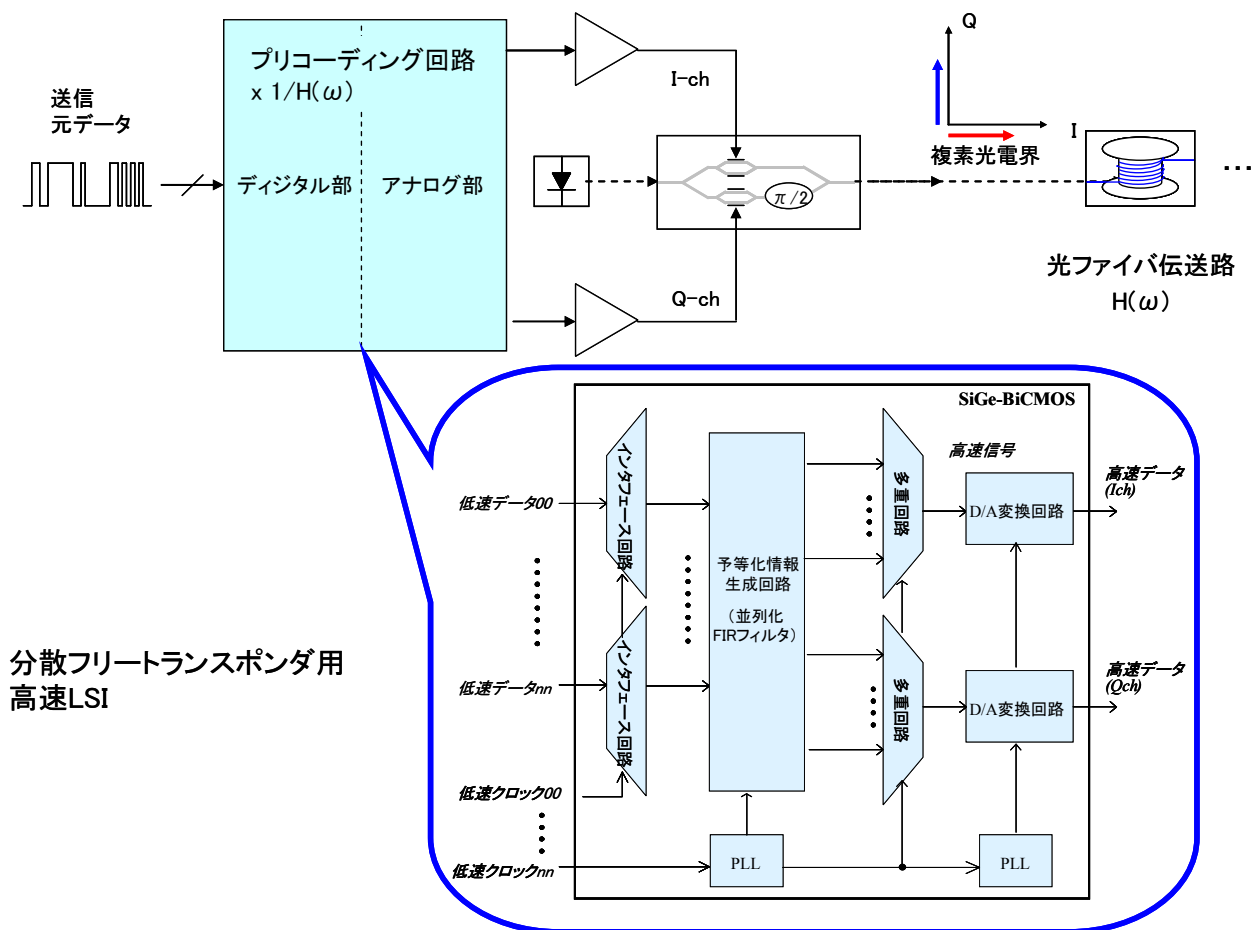 プリコーディング回路
x 1/H(ω)
ディジタル部
アナログ部
送信
元データ
I-ch
Q-ch
π/2
Q
I
複素光電界
…
光ファイバ伝送路
H(ω)
分散フリートランスポンダ用
高速LSI
SiGe-BiCMOS
低速データ00
低速データnn
低速クロック00
低速クロックnn
インタフェース回路
インタフェース回路
予等化情報
生成回路
（並列化
FIRフィルタ）
多重回路
多重回路
高速信号
D/A変換回路
D/A変換回路
高速データ
(Ich)
高速データ
(Qch)
PLL
PLL